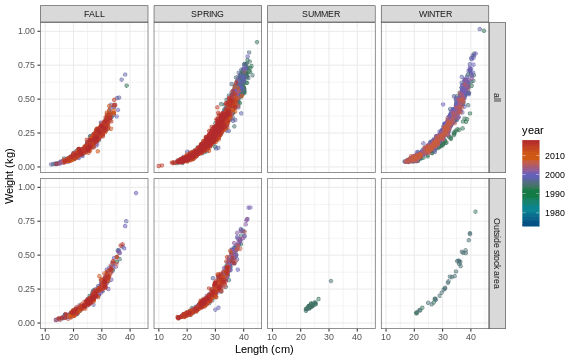 FALL SPRING SUMMER WINTER
1.00
0.75
0.50
0.25
0.00
all
1.00
0.75
0.50
0.25
0.00
Outside stock area
10 20 30 40 10 20 30 40 10 20 30 40 10 20 30 40
Length (cm)
Weight (kg)
year
2010
2000
1990
1980